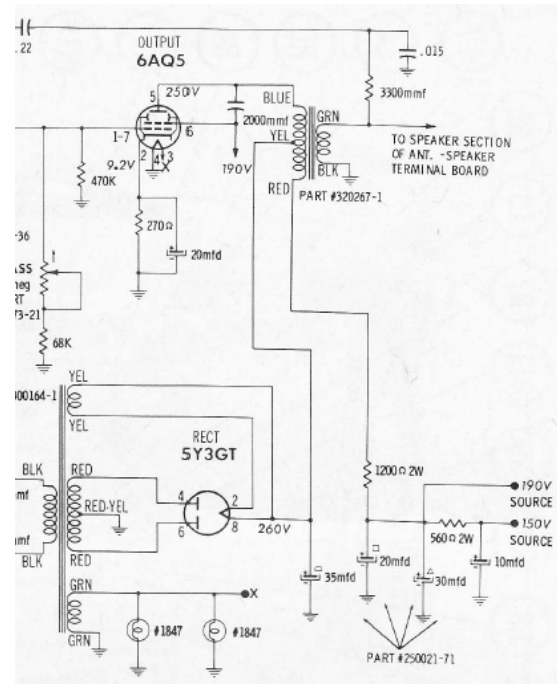 . 22
OUTPUT
6AQ5
.015
5
250V
BLUE
2000mmf
3300mmf
1-7
6
YEL
GRN
TO SPEAKER SECTION
OF ANT. -SPEAKER
TERMINAL BOARD
2
4
3
X
9.2V
190V
BLK
470K
RED
PART #320267-1
270Ω
20mfd
-36
ASS
neg
RT
73-21
68K
YEL
000164-1
YEL
RECT
5Y3GT
BLK
RED
4
2
1200Ω 2W
mf
RED-YEL
190V
SOURCE
6
8
260V
150V
SOURCE
mf
560Ω 2W
BLK
RED
35mfd
20mfd
30mfd
10mfd
GRN
X
#1847
#1847
GRN
PART #250021-71